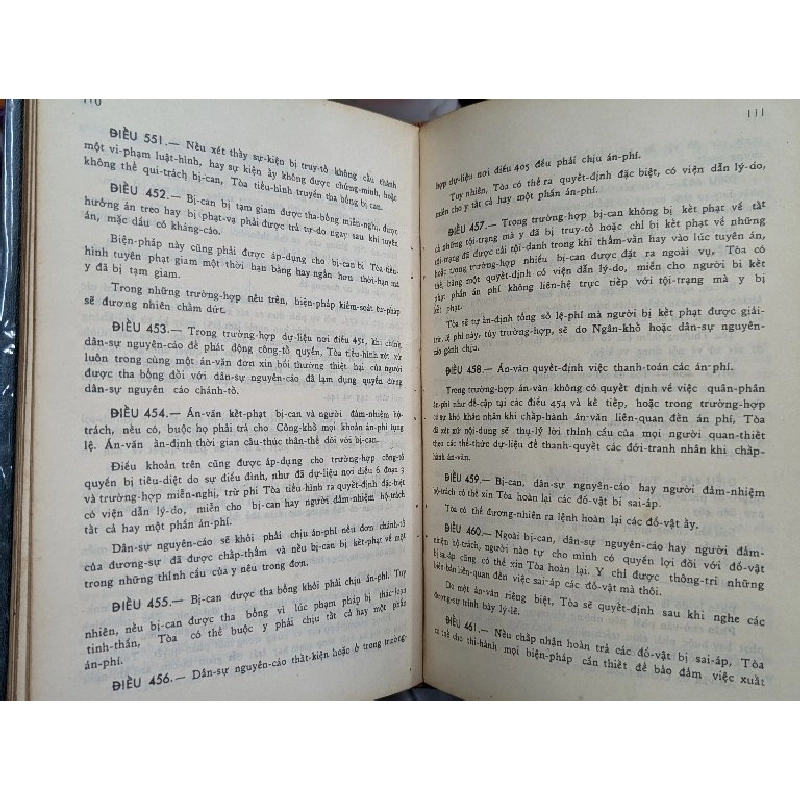 110
ĐIỀU 551.— Nếu xét thấy sự-kiện bị truy-tố không cấu thành
một vi-phạm luật-hình, hay sự kiện ấy không được chứng-minh, hoặc
không thể qui-trách bị-can, Tòa tiểu-hình truyền tha bổng bị can.
ĐIỀU 452.— Bị-can bị tạm giam được tha-bổng miễn-nghị, được
hưởng án treo hay bị phạt-vạ phải được trả tự-do ngay sau khi tuyên
án, mặc dầu có kháng-cáo.
Biện-pháp này cũng phải được áp-dụng cho bị-can bị Tòa tiểu-
hình tuyên phạt giam một thời hạn bằng hay ngắn hơn thời-hạn mà
y đã bị tạm giam.
Trong những trường-hợp nêu trên, biện-pháp kiểm-soát tư-pháp
sẽ đương nhiên chấm dứt.
ĐIỀU 453.— Trong trường-hợp dự-liệu nơi điều 451, khi chính
dân-sự nguyên-cáo đã phát động công-tố quyền, Tòa tiểu-hình xét xử
luôn trong cùng một án-văn đơn xin bồi thường thiệt hại của người
được tha bổng đối với dân-sự nguyên-cáo đã lạm dụng quyền đứng
dân-sự nguyên cáo chánh-tố.
ĐIỀU 454.— Án-văn kết-phạt bị-can và người đảm-nhiệm hộ-
trách, nếu có, buộc họ phải trả cho Công-khố mọi khoản án-phí lụng
lệ. Án-văn ấn-định thời gian câu-thúc thân-thể đối với bị-can.
Điều khoản trên cũng được áp-dụng cho trường-hợp công-tố
quyền bị tiêu-diệt do sự điều đình, như đã dự-liệu nơi điều 6 đoạn 3
và trường-hợp miễn-nghị, trừ phi Tòa tiểu-hình ra quyết-định đặc-biệt
có viện dẫn lý-do, miễn cho bị-can hay người đảm-nhiệm hộ-trách
tất cả hay một phần án-phí.
Dân-sự nguyên-cáo sẽ khỏi phải chịu án-phí nếu đơn chánh-tố
của đương-sự đã được chấp-thẩm và nếu bị-can bị kết-phạt về một
trong những thỉnh cầu của y nêu trong đơn.
ĐIỀU 455.— Bị-can được tha bổng khỏi phải chịu án-phí. Tuy
nhiên, nếu bị-can được tha bổng vì lúc phạm pháp bị thác-loạn
tinh-thần, Tòa có thể buộc y phải chịu tất cả hay một phần
án-phí.
ĐIỀU 456.— Dân-sự nguyên-cáo thất-kiện hoặc ở trong trường-
111
hợp dự-liệu nơi điều 405 đều phải chịu án-phí.
Tuy nhiên, Tòa có thể ra quyết-định đặc biệt, có viện dẫn lý-do,
miễn cho y tất cả hay một phần án-phí.
ĐIỀU 457.— Trong trường-hợp bị-can không bị kết phạt về tất
cả những tội-trạng mà y đã bị truy-tố hoặc chỉ bị kết-phạt về những
tội-trạng đã được cải tội-danh trong khi thẩm-vấn hay vào lúc tuyên án,
hoặc trong trường-hợp nhiều bị-can được đặt ra ngoài vụ, Tòa có
thể, bằng một quyết-định có viện dẫn lý-do, miễn cho người bị kết
phạt phần án phí không liên-hệ trực tiếp với tội-trạng mà y bị
kết phạt.
Tòa sẽ tự ấn-định tổng số lệ-phí mà người bị kết phạt được giải-
trừ, lệ phí này, tùy trường-hợp, sẽ do Ngân-khố hoặc dân-sự nguyên-
cáo gánh chịu.
ĐIỀU 458.— Án-văn quyết-định việc thanh-toán các án-phí.
Trong trường-hợp án-văn không có quyết định về việc quân-phân
án-phí như đề-cập tại các điều 454 và kế tiếp, hoặc trong trường-hợp
có sự khó khăn nhân khi chấp-hành án-văn liên-quan đến án phí, Tòa
đã xét xử nội-dung sẽ thụ-lý lời thỉnh cầu của mọi người quan-thiết
theo các thể-thức dự-liệu để thanh-quyết các đới-tranh nhân khi chấp-
hành án-văn.
ĐIỀU 459.— Bị-can, dân-sự nguyên-cáo hay người đảm-nhiệm
hộ-trách có thể xin Tòa hoàn lại các đồ-vật bị sai-áp.
Tòa có thể đương-nhiên ra lệnh hoàn lại các đồ-vật ấy.
ĐIỀU 460.— Ngoài bị-can, dân sự nguyên-cáo hay người đảm-
nhiệm hộ-trách, người nào tự cho mình có quyền lợi đối với đồ-vật
bị sai-áp cũng có thể xin Tòa hoàn lại. Y chỉ được thông-tri những
biên-bản liên-quan đến việc sai-áp các đồ-vật mà thôi.
Do một án-văn riêng biệt, Tòa sẽ quyết-định sau khi nghe các
đương-sự trình bày lý-lẽ.
ĐIỀU 461.— Nếu chấp nhận hoàn trả các đồ-vật bị sai-áp, Tòa
có thể cho thi-hành mọi biện-pháp cần thiết để bảo đảm việc xuất